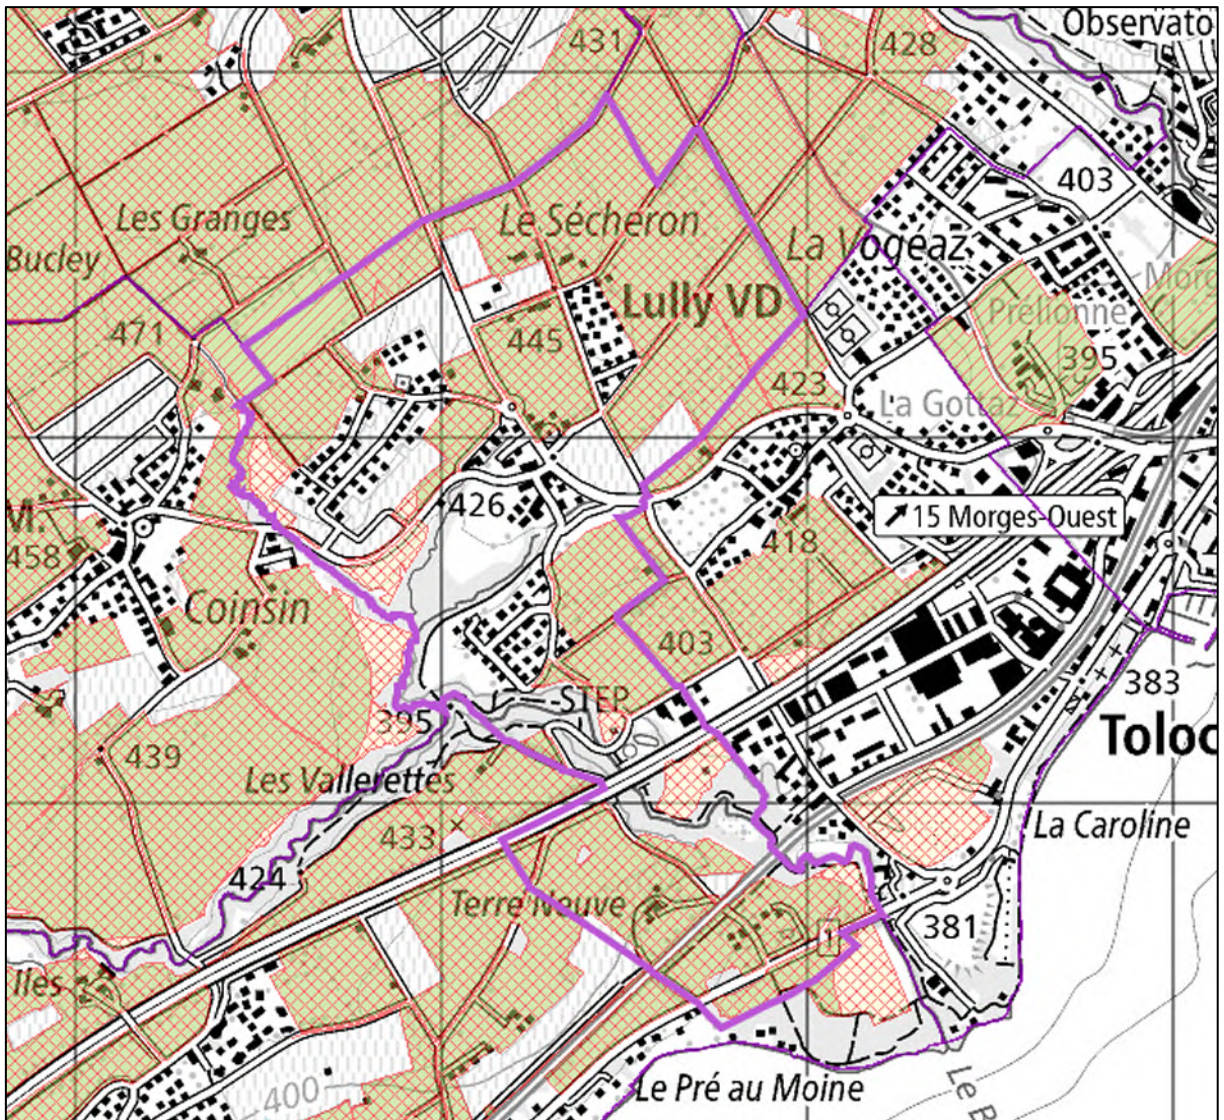 Observato
431
428
403
Les Granges
Le Sécheron
La Vogeaz
Bucley
Lully VD
Prélionne
471
445
395
423
La Gottaz
426
15 Morges-Ouest
458
418
Coinsin
403
STEP
383
395
Toloc
439
Les Vallerettes
La Caroline
433
424
Terre Neuve
1
381
Iles
400
Le Pré au Moine